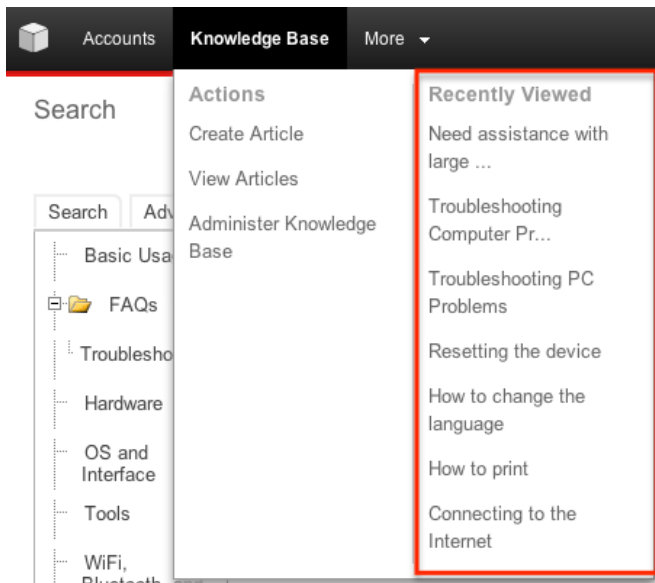 Accounts
Knowledge Base
More
Search
Search
Adv
Basic Usa
FAQs
Troublesho
Hardware
OS and
Interface
Tools
WiFi,
Actions
Create Article
View Articles
Administer Knowledge
Base
Recently Viewed
Need assistance with
large ...
Troubleshooting
Computer Pr...
Troubleshooting PC
Problems
Resetting the device
How to change the
language
How to print
Connecting to the
Internet